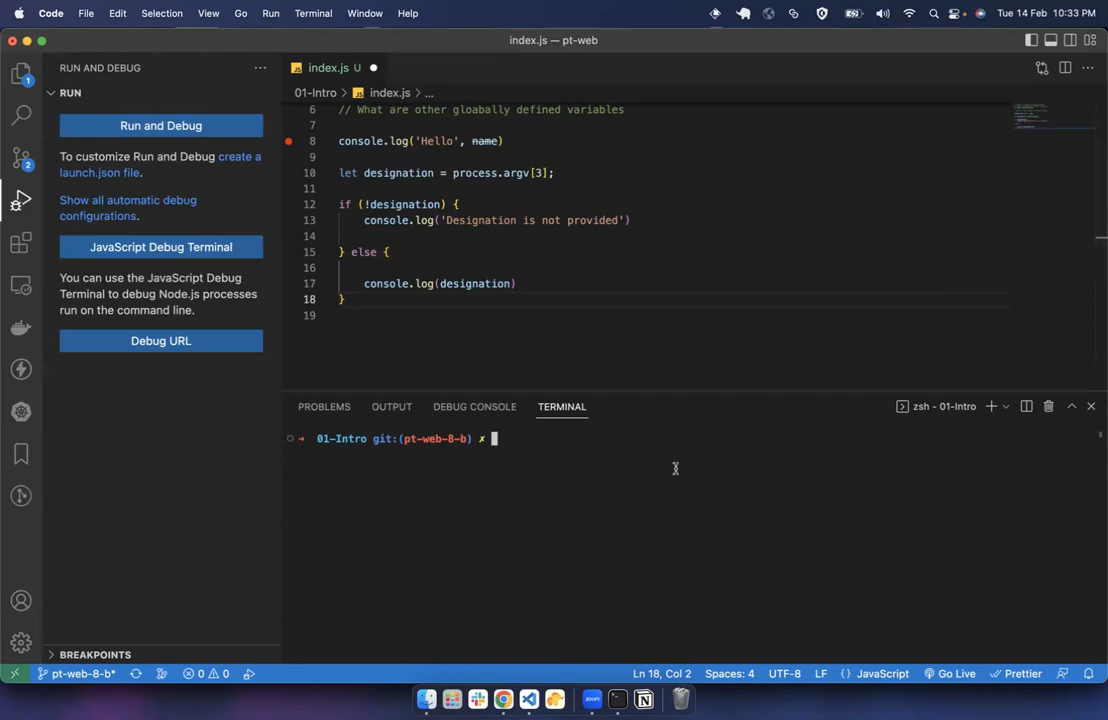 Code File Edit Selection View Go Run Terminal Window Help Tue 14 Feb 10:33 PM
index.js — pt-web
RUN AND DEBUG ···
RUN
Run and Debug
To customize Run and Debug create a
launch.json file.
Show all automatic debug
configurations.
JavaScript Debug Terminal
You can use the JavaScript Debug
Terminal to debug Node.js processes
run on the command line.
Debug URL
BREAKPOINTS
1
2
JS index.js U
01-Intro > JS index.js > ...
6 // What are other gloabally defined variables
7
8 console.log('Hello', name)
9
10 let designation = process.argv[3];
11
12 if (!designation) {
13 console.log('Designation is not provided')
14
15 } else {
16
17 console.log(designation)
18 }
19
PROBLEMS OUTPUT DEBUG CONSOLE TERMINAL zsh - 01-Intro
→ 01-Intro git:(pt-web-8-b) ✗
pt-web-8-b* 0 0 Ln 18, Col 2 Spaces: 4 UTF-8 LF {} JavaScript Go Live Prettier
zoom